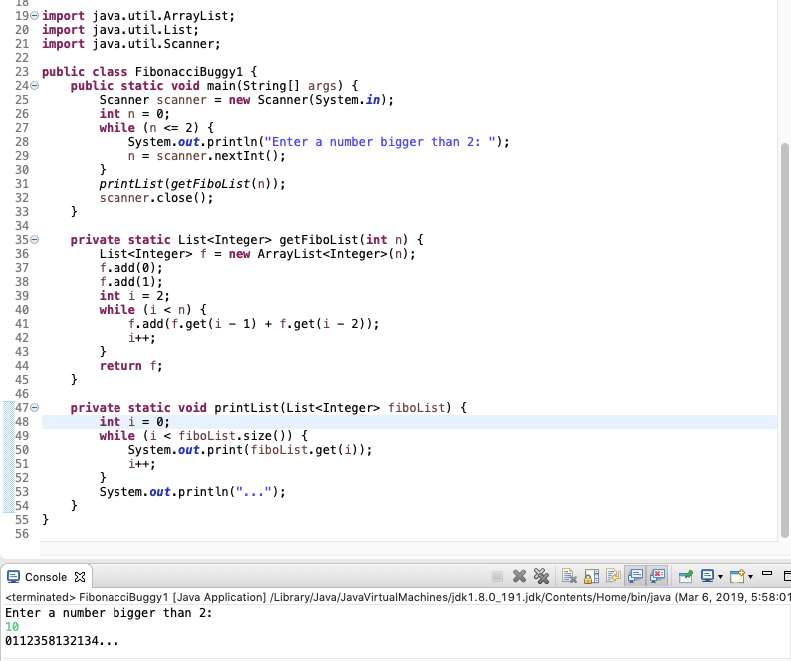 18
19 import java.util.ArrayList;
20 import java.util.List;
21 import java.util.Scanner;
22
23 public class FibonacciBuggy1 {
24     public static void main(String[] args) {
25         Scanner scanner = new Scanner(System.in);
26         int n = 0;
27         while (n <= 2) {
28             System.out.println("Enter a number bigger than 2: ");
29             n = scanner.nextInt();
30         }
31         printList(getFiboList(n));
32         scanner.close();
33     }
34
35     private static List<Integer> getFiboList(int n) {
36         List<Integer> f = new ArrayList<Integer>(n);
37         f.add(0);
38         f.add(1);
39         int i = 2;
40         while (i < n) {
41             f.add(f.get(i - 1) + f.get(i - 2));
42             i++;
43         }
44         return f;
45     }
46
47     private static void printList(List<Integer> fiboList) {
48         int i = 0;
49         while (i < fiboList.size()) {
50             System.out.print(fiboList.get(i));
51             i++;
52         }
53         System.out.println("...");
54     }
55 }
56
Console
<terminated> FibonacciBuggy1 [Java Application] /Library/Java/JavaVirtualMachines/jdk1.8.0_191.jdk/Contents/Home/bin/java (Mar 6, 2019, 5:58:01
Enter a number bigger than 2:
10
0112358132134...